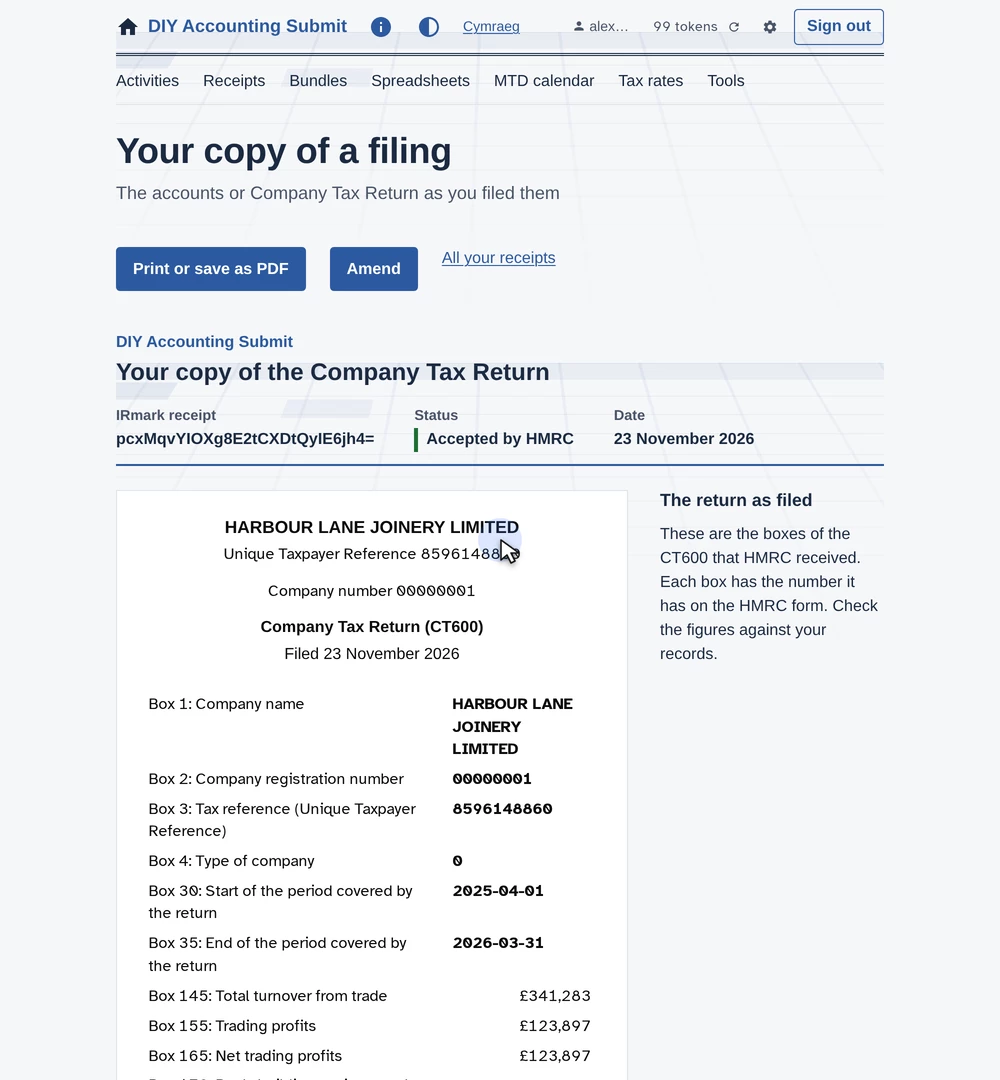 DIY Accounting Submit
Cymraeg
alex...
99 tokens
Sign out
Activities Receipts Bundles Spreadsheets MTD calendar Tax rates Tools
Your copy of a filing
The accounts or Company Tax Return as you filed them
Print or save as PDF
Amend
All your receipts
DIY Accounting Submit
Your copy of the Company Tax Return
IRmark receipt
pcxMqvYIOXg8E2tCXDtQyIE6jh4=
Status
Accepted by HMRC
Date
23 November 2026
HARBOUR LANE JOINERY LIMITED
Unique Taxpayer Reference
Company number 00000001
Company Tax Return (CT600)
Filed 23 November 2026
Box 1: Company name
HARBOUR LANE
JOINERY
LIMITED
Box 2: Company registration number
00000001
Box 3: Tax reference (Unique Taxpayer
Reference)
8596148860
Box 4: Type of company
0
Box 30: Start of the period covered by
the return
2025-04-01
Box 35: End of the period covered by
the return
2026-03-31
Box 145: Total turnover from trade
£341,283
Box 155: Trading profits
£123,897
Box 165: Net trading profits
£123,897
The return as filed
These are the boxes of the
CT600 that HMRC received.
Each box has the number it
has on the HMRC form. Check
the figures against your
records.